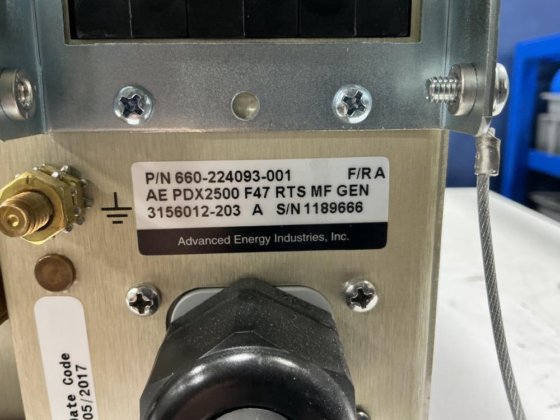 P/N 660-224093-001 F/R A
AE PDX2500 F47 RTS MF GEN
3156012-203 A S/N 1189666
Advanced Energy Industries, Inc.
ate Code
05/2017